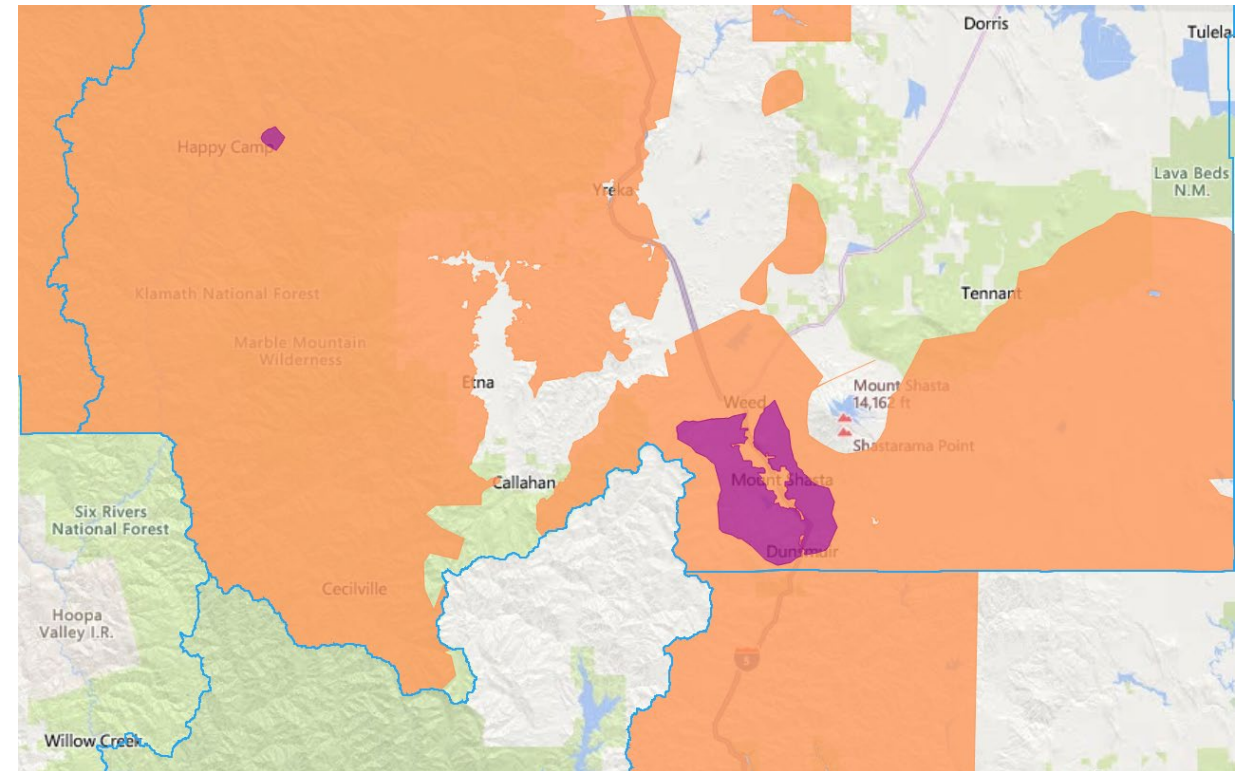 Dorris
Tulela
Happy Camp
Lava Beds
N.M.
Yreka
Klamath National Forest
Tennant
Marble Mountain
Wilderness
Etna
Mount Shasta
14,162 ft
Weed
Shastarama Point
Callahan
Mount Shasta
Six Rivers
National Forest
Dunsmuir
Cecilville
Hoopa
Valley I.R.
5
Willow Creek